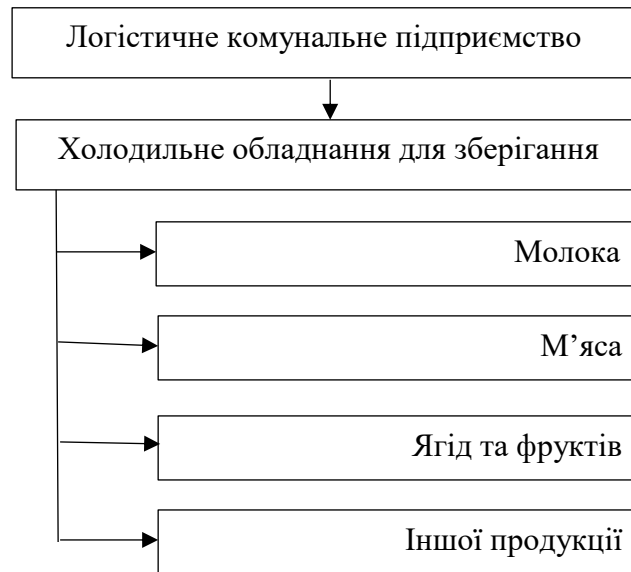 Логістичне комунальне підприємство
Холодильне обладнання для зберігання
Молока
М’яса
Ягід та фруктів
Іншої продукції